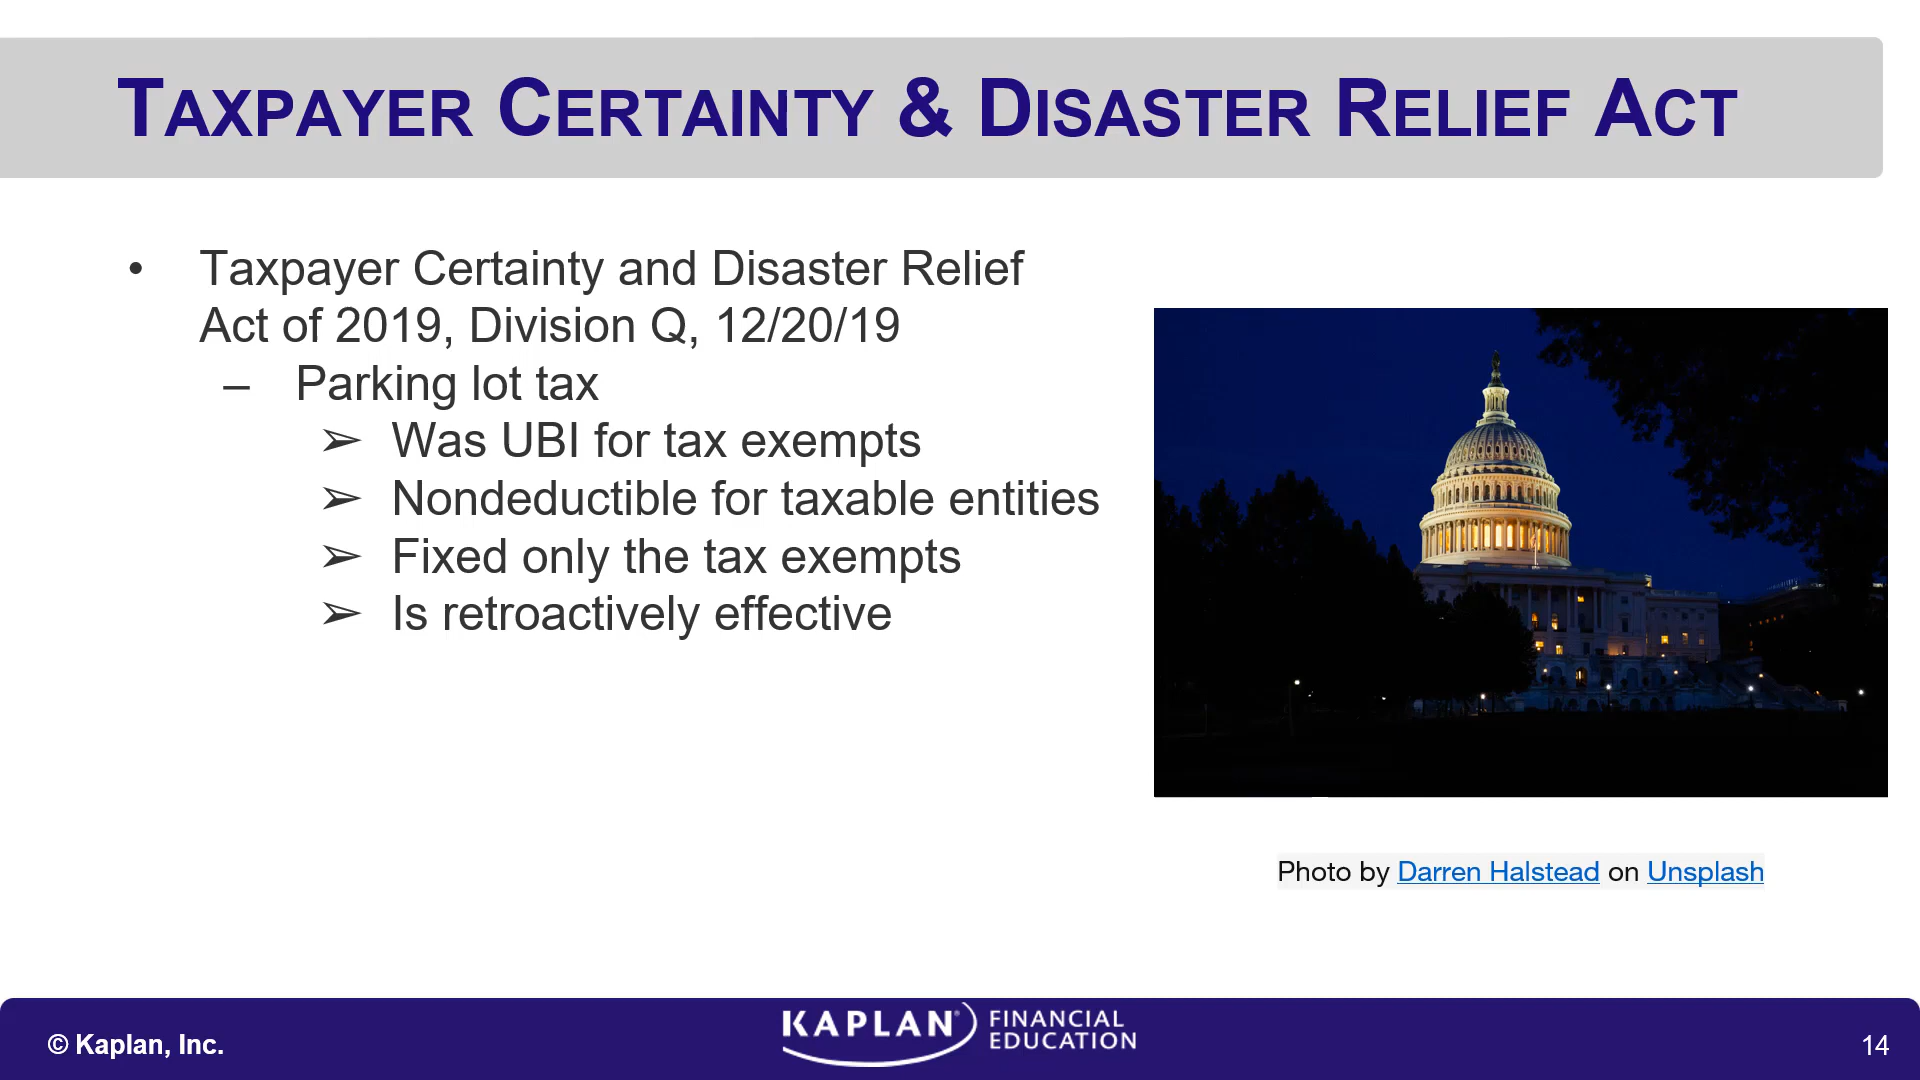 TAXPAYER CERTAINTY & DISASTER RELIEF ACT
• Taxpayer Certainty and Disaster Relief
Act of 2019, Division Q, 12/20/19
– Parking lot tax
➢ Was UBI for tax exempts
➢ Nondeductible for taxable entities
➢ Fixed only the tax exempts
➢ Is retroactively effective
Photo by Darren Halstead on Unsplash
© Kaplan, Inc.
KAPLAN® FINANCIAL
EDUCATION
14